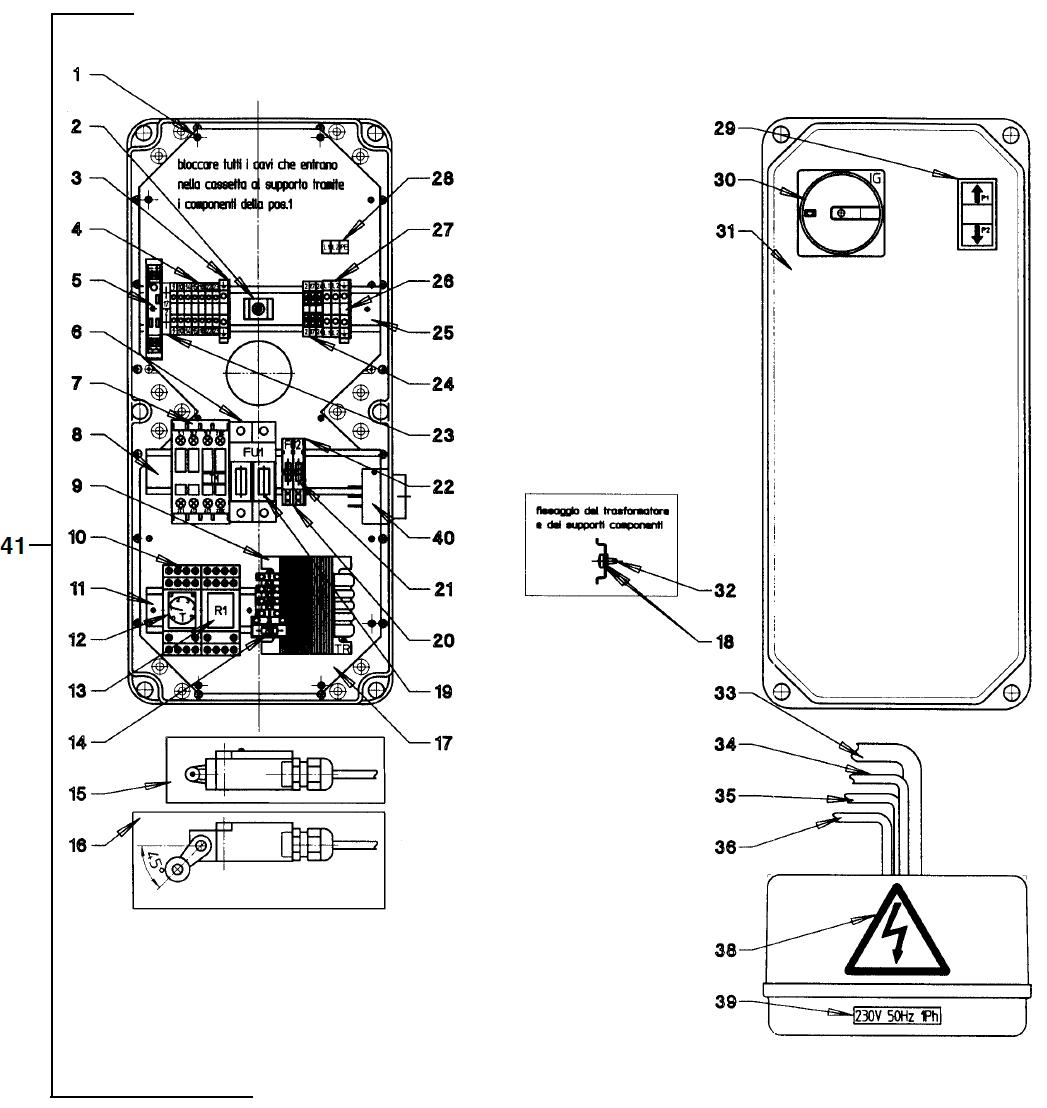 1
2
3
4
5
6
7
8
9
10
11
12
13
14
15
16
41
bloccare tutti i cavi che entrano
nella cassetta al supporto tramite
i componenti della pos.1
FU1
FU2
R1
T
TR
45°
28
27
26
25
24
23
22
40
21
20
19
17
fissaggio del trasformatore
e dei supporti componenti
32
18
29
30
31
IG
P1
P2
33
34
35
36
38
39
230V 50Hz 1Ph